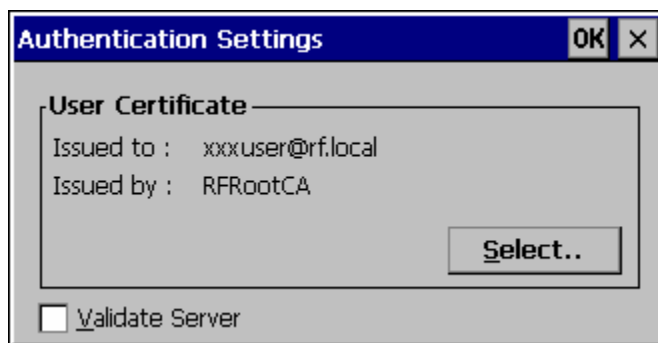 Authentication Settings OK ×
User Certificate
Issued to : xxxuser@rf.local
Issued by : RFRootCA
Select..
Validate Server